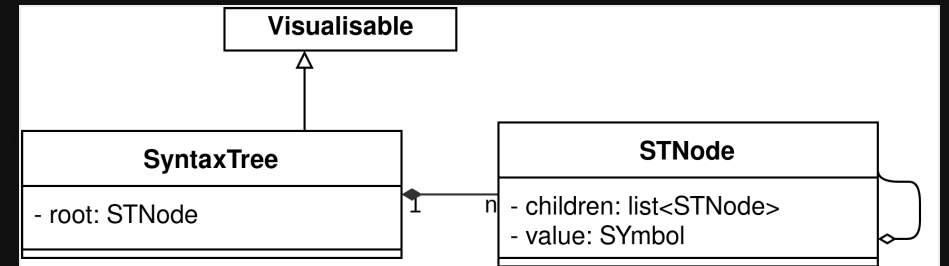 Visualisable
SyntaxTree
- root: STNode
1
n
STNode
- children: list<STNode>
- value: SYmbol